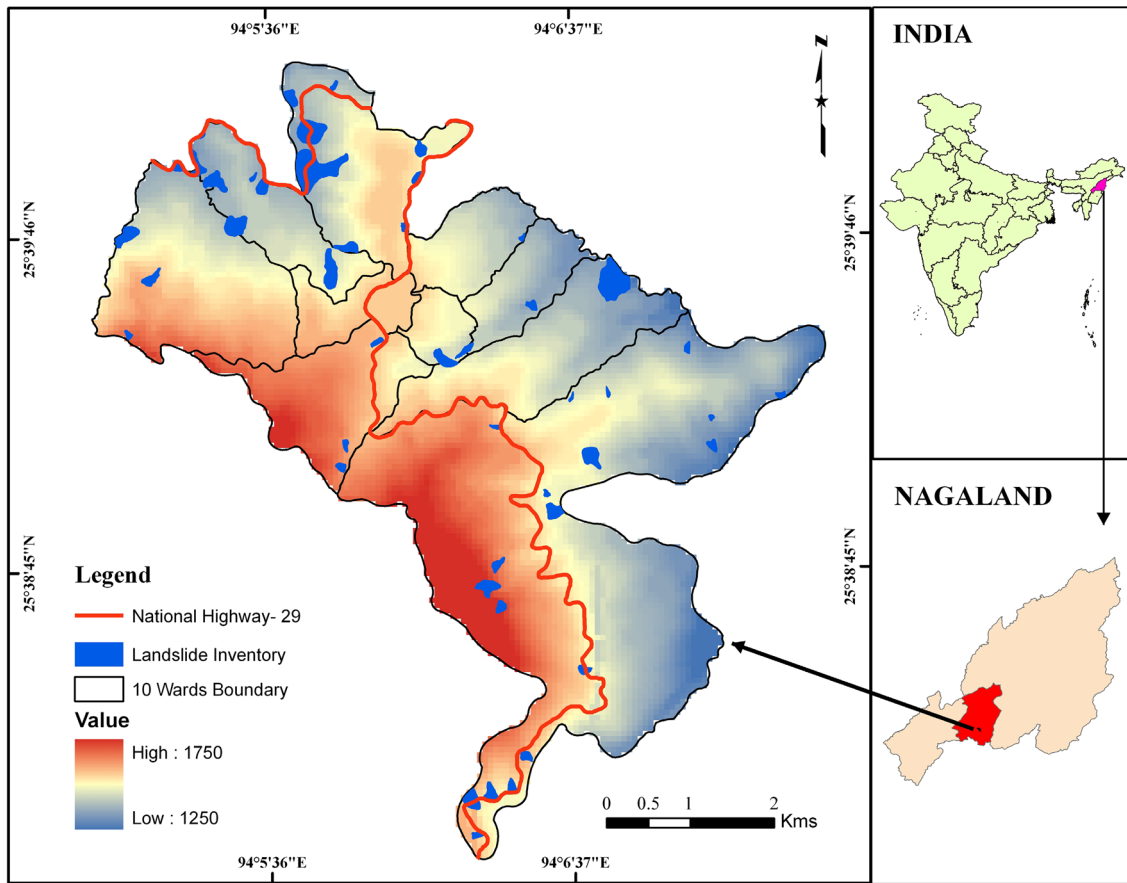 94°5'36"E
94°6'37"E
N
25°39'46"N
25°39'46"N
25°38'45"N
25°38'45"N
Legend
National Highway- 29
Landslide Inventory
10 Wards Boundary
Value
High : 1750
Low : 1250
0 0.5 1 2
Kms
94°5'36"E
94°6'37"E
INDIA
NAGALAND